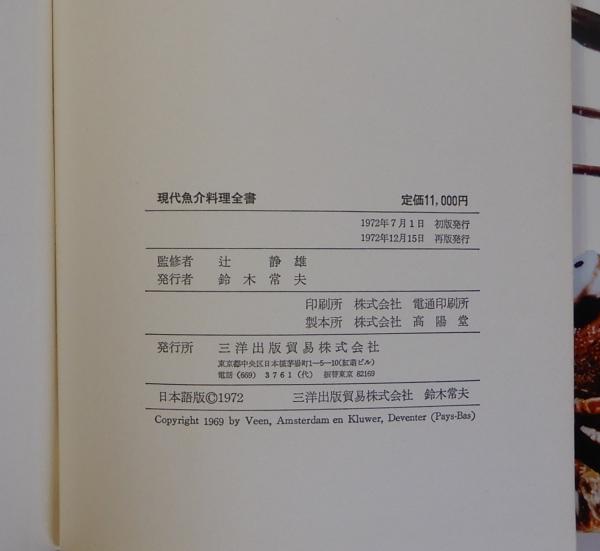 現代魚介料理全書 定価11,000円
1972年7月1日 初版発行
1972年12月15日 再版発行
監修者 辻 静 雄
発行者 鈴 木 常 夫
印刷所 株式会社 電通印刷所
製本所 株式会社 高陽堂
発行所 三洋出版貿易株式会社
東京都中央区日本橋茅場町1—5—10(紅萌ビル)
電話 (669) 3761(代) 振替東京 82169
日本語版©1972 三洋出版貿易株式会社 鈴木常夫
Copyright 1969 by Veen, Amsterdam en Kluwer, Deventer (Pays-Bas)